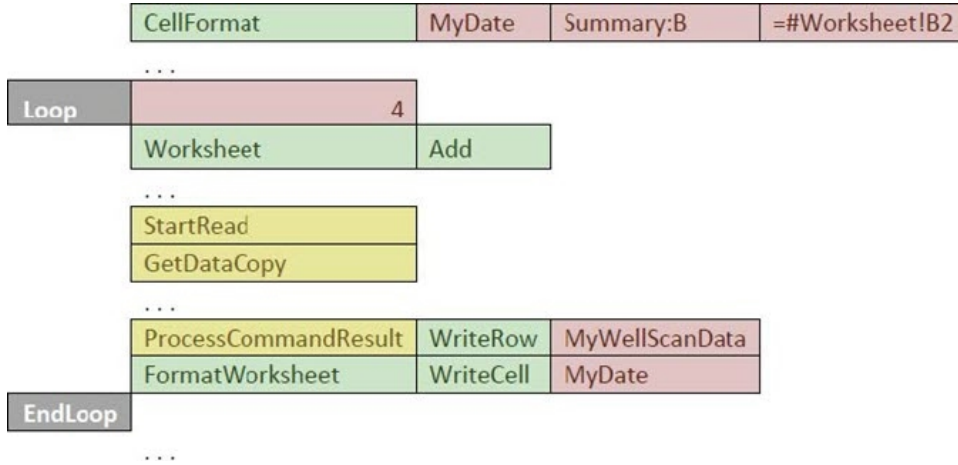 CellFormat MyDate Summary:B =#Worksheet!B2
...
Loop 4
Worksheet Add
...
StartRead
GetDataCopy
...
ProcessCommandResult WriteRow MyWellScanData
FormatWorksheet WriteCell MyDate
EndLoop
...